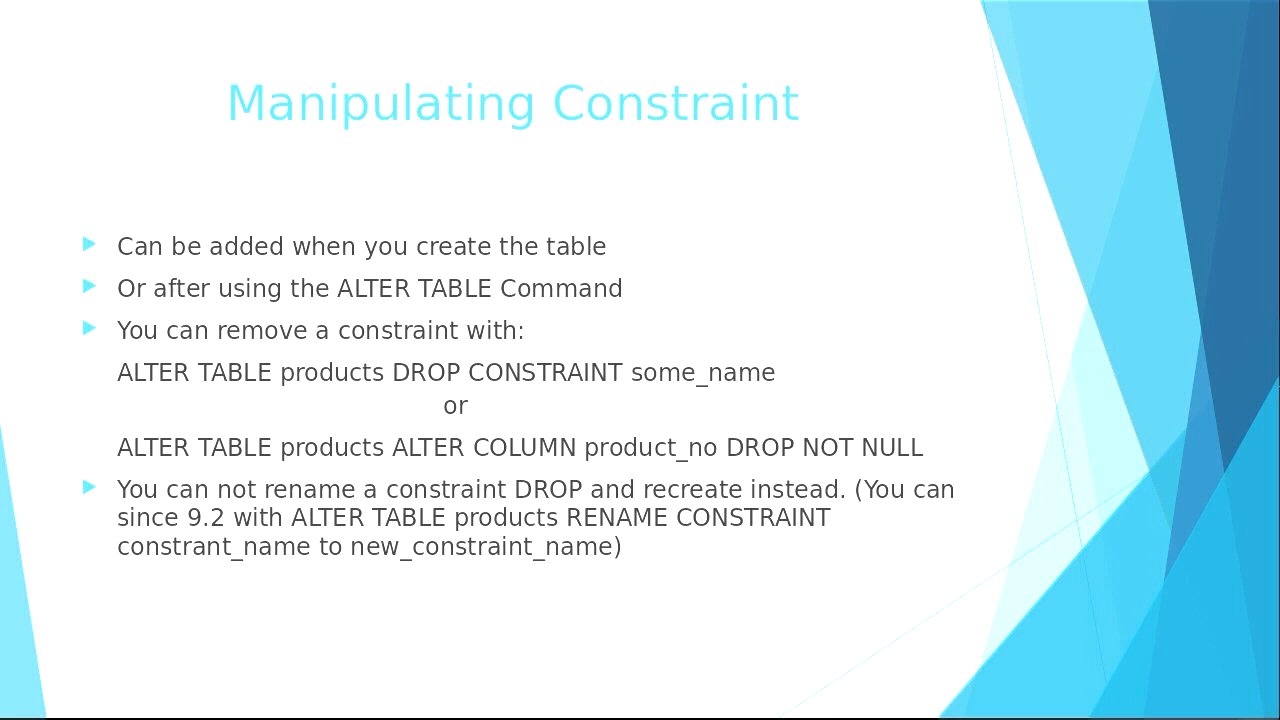 Manipulating Constraint
Can be added when you create the table
Or after using the ALTER TABLE Command
You can remove a constraint with:
ALTER TABLE products DROP CONSTRAINT some_name
or
ALTER TABLE products ALTER COLUMN product_no DROP NOT NULL
You can not rename a constraint DROP and recreate instead. (You can
since 9.2 with ALTER TABLE products RENAME CONSTRAINT
constrant_name to new_constraint_name)